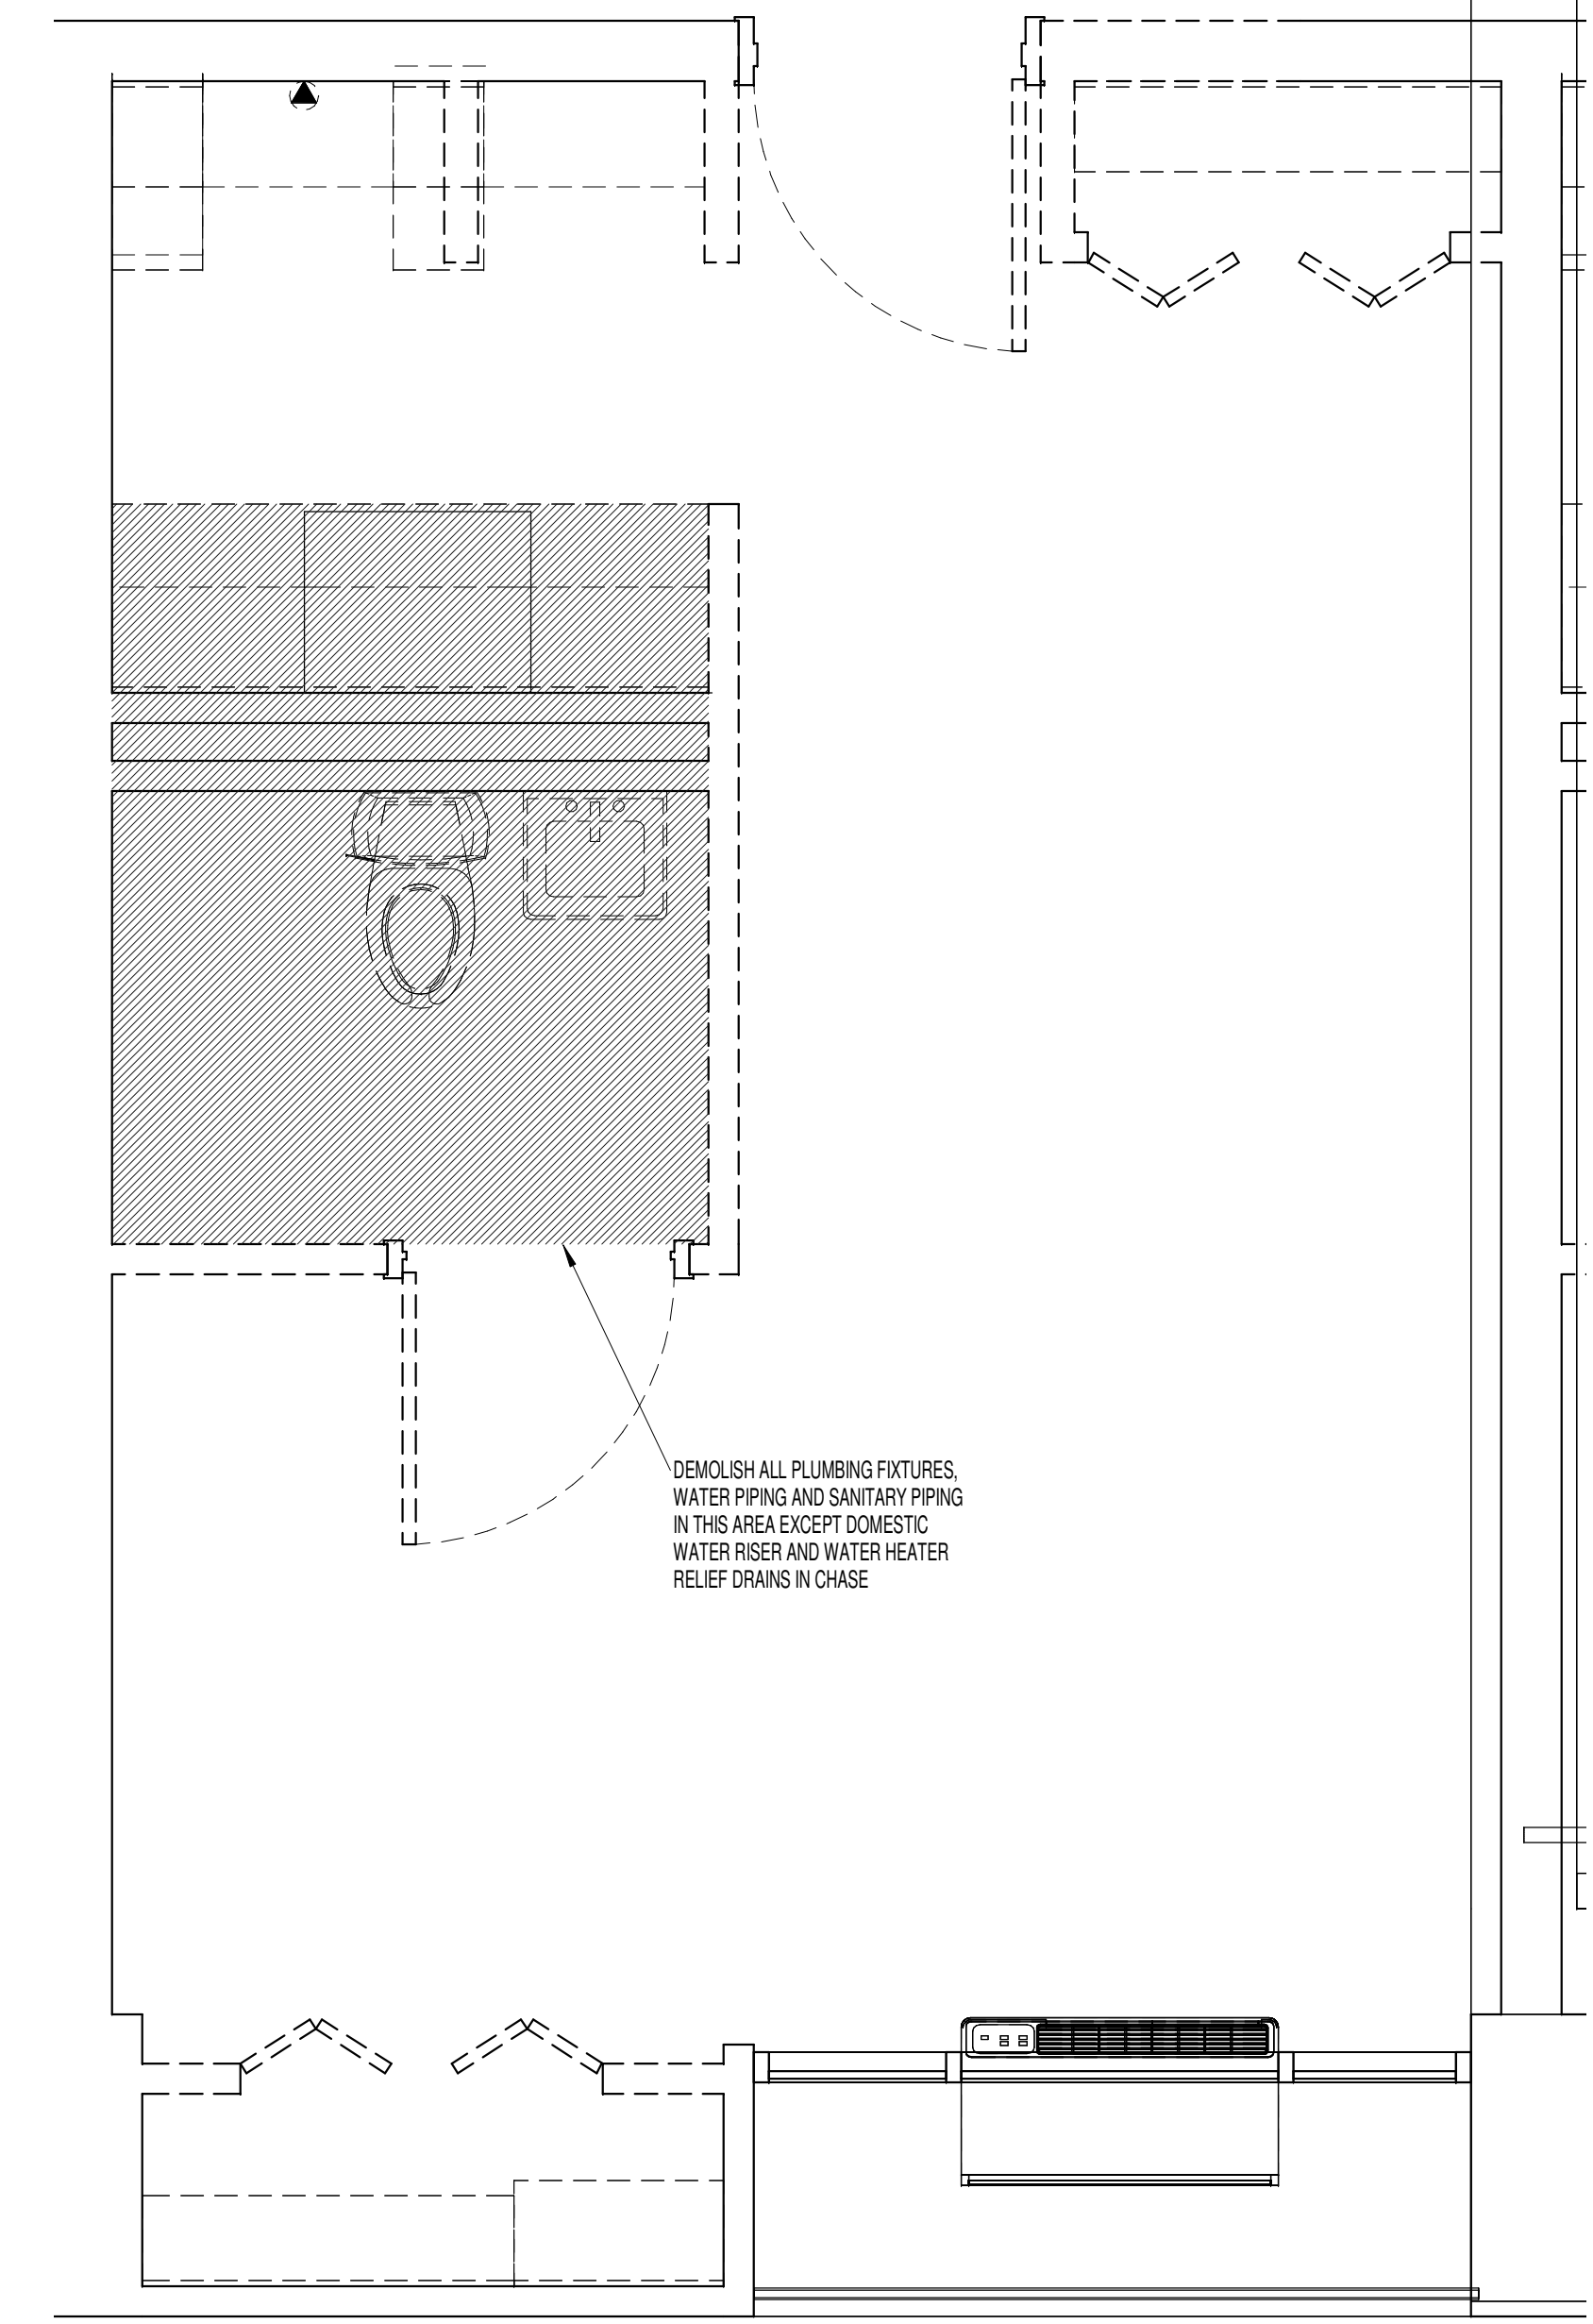 DEMOLISH ALL PLUMBING FIXTURES,
WATER PIPING AND SANITARY PIPING
IN THIS AREA EXCEPT DOMESTIC
WATER RISER AND WATER HEATER
RELIEF DRAINS IN CHASE